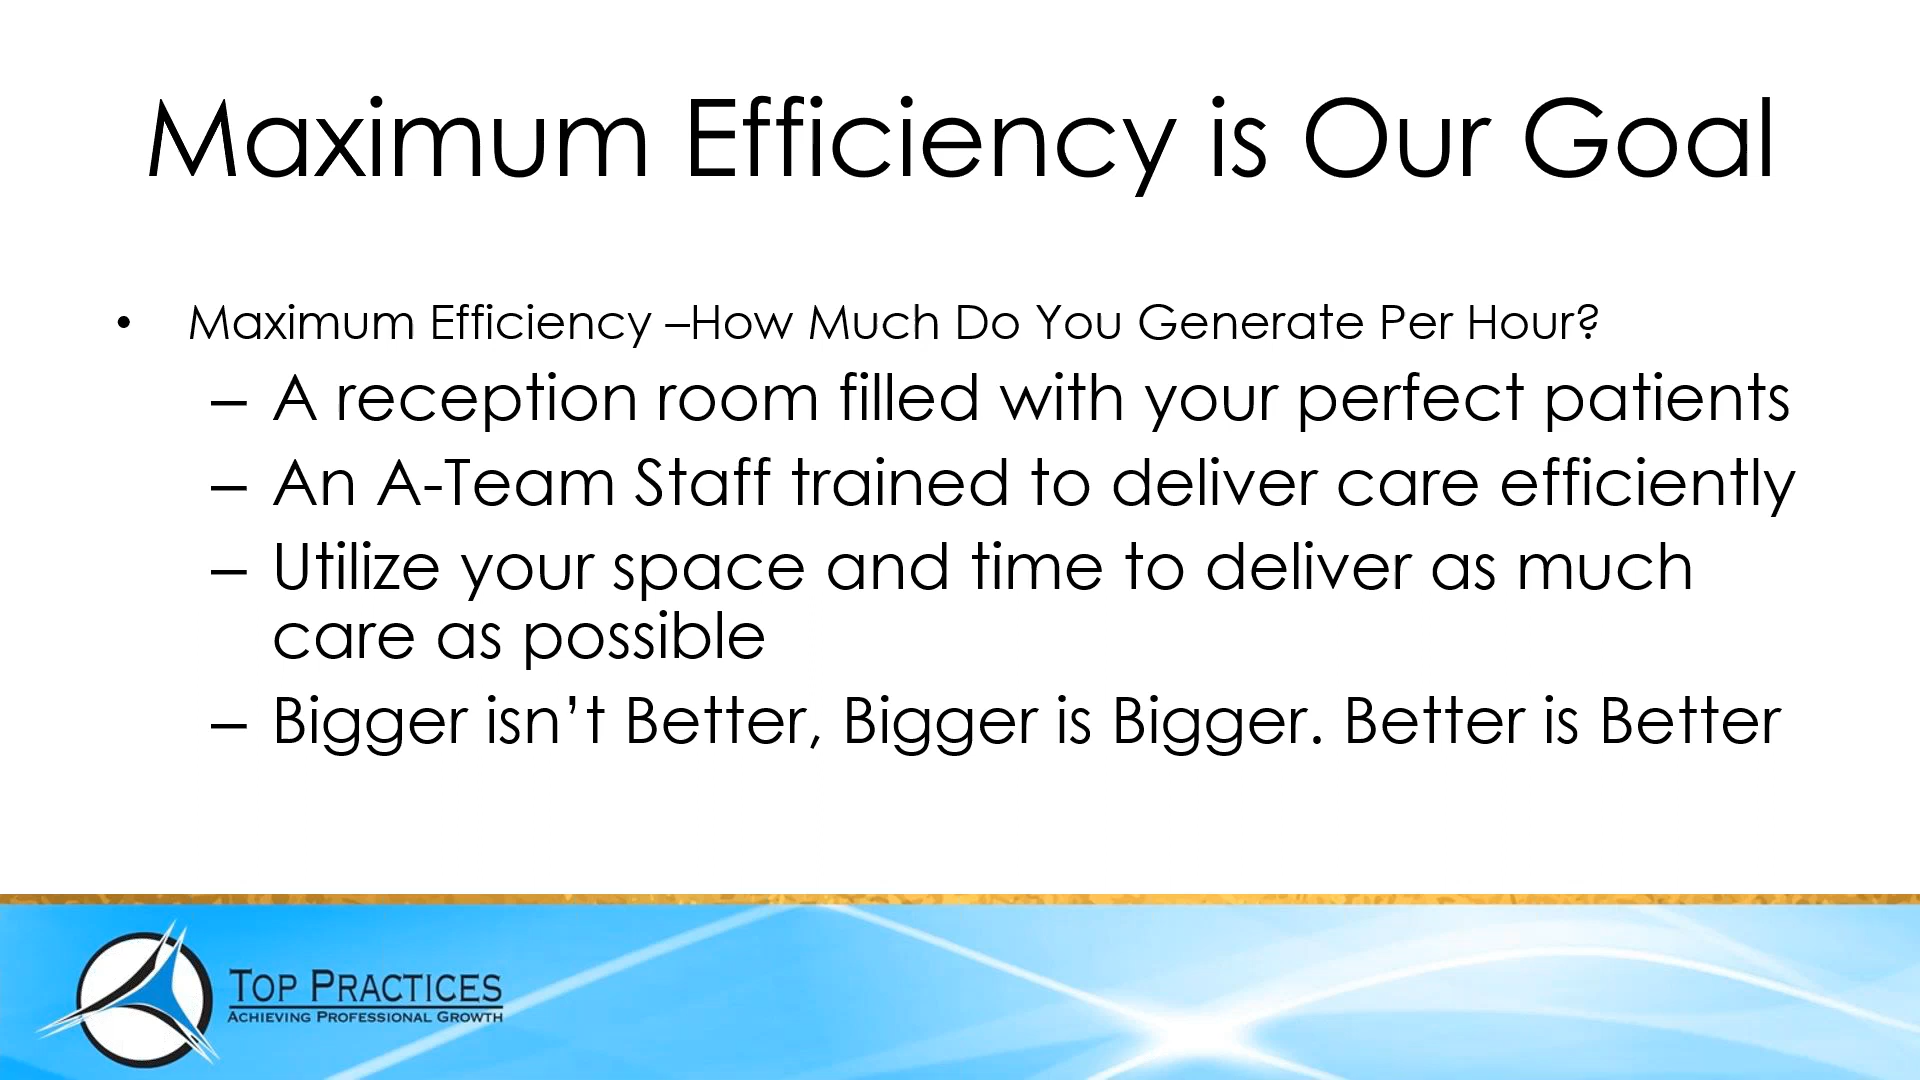 Maximum Efficiency is Our Goal
• Maximum Efficiency –How Much Do You Generate Per Hour?
– A reception room filled with your perfect patients
– An A-Team Staff trained to deliver care efficiently
– Utilize your space and time to deliver as much
care as possible
– Bigger isn’t Better, Bigger is Bigger. Better is Better
TOP PRACTICES
ACHIEVING PROFESSIONAL GROWTH